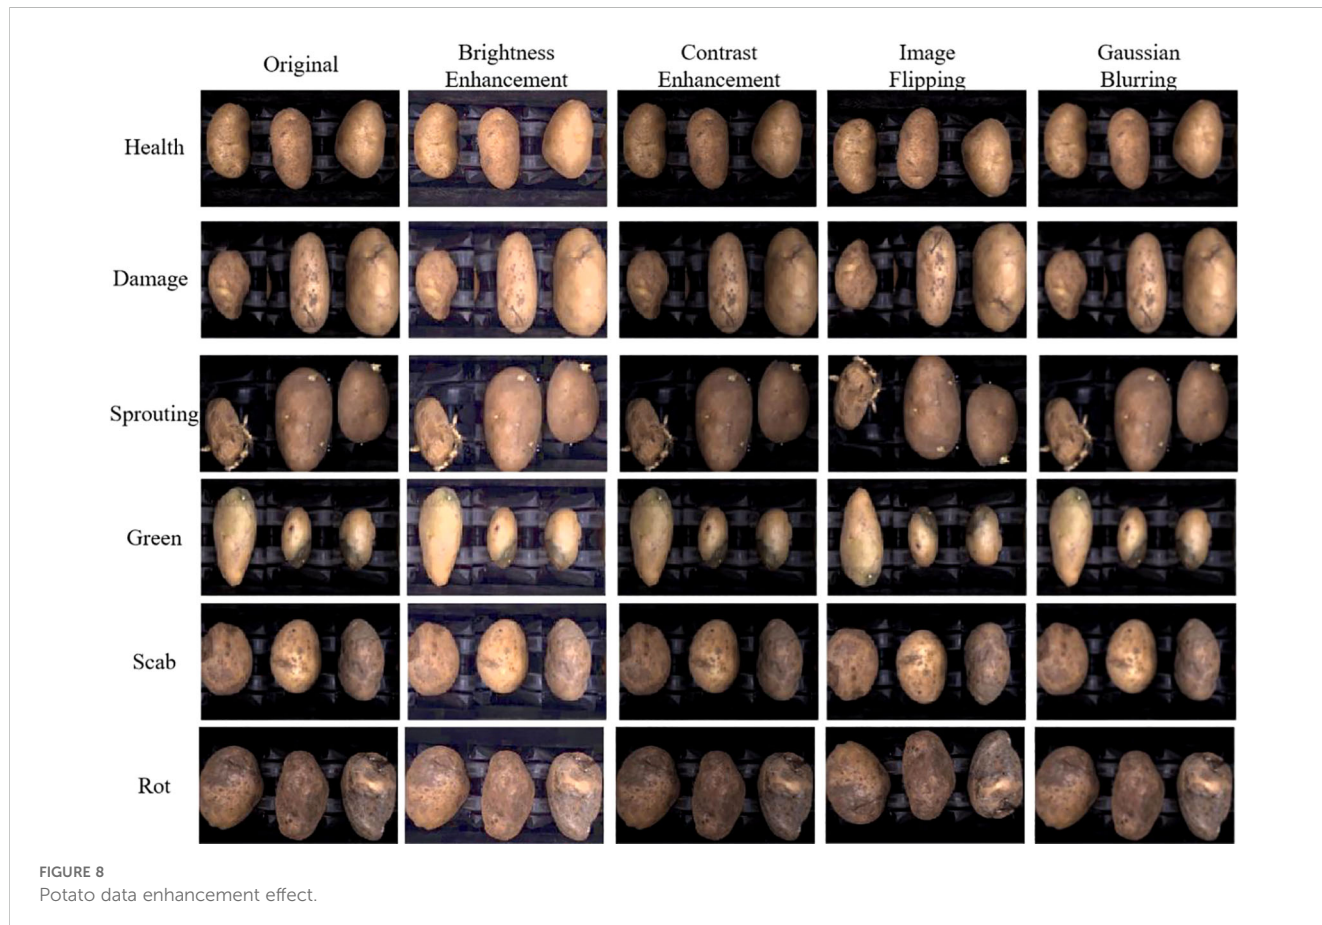 Original
Brightness
Enhancement
Contrast
Enhancement
Image
Flipping
Gaussian
Blurring
Health
Damage
Sprouting
Green
Scab
Rot
FIGURE 8
Potato data enhancement effect.